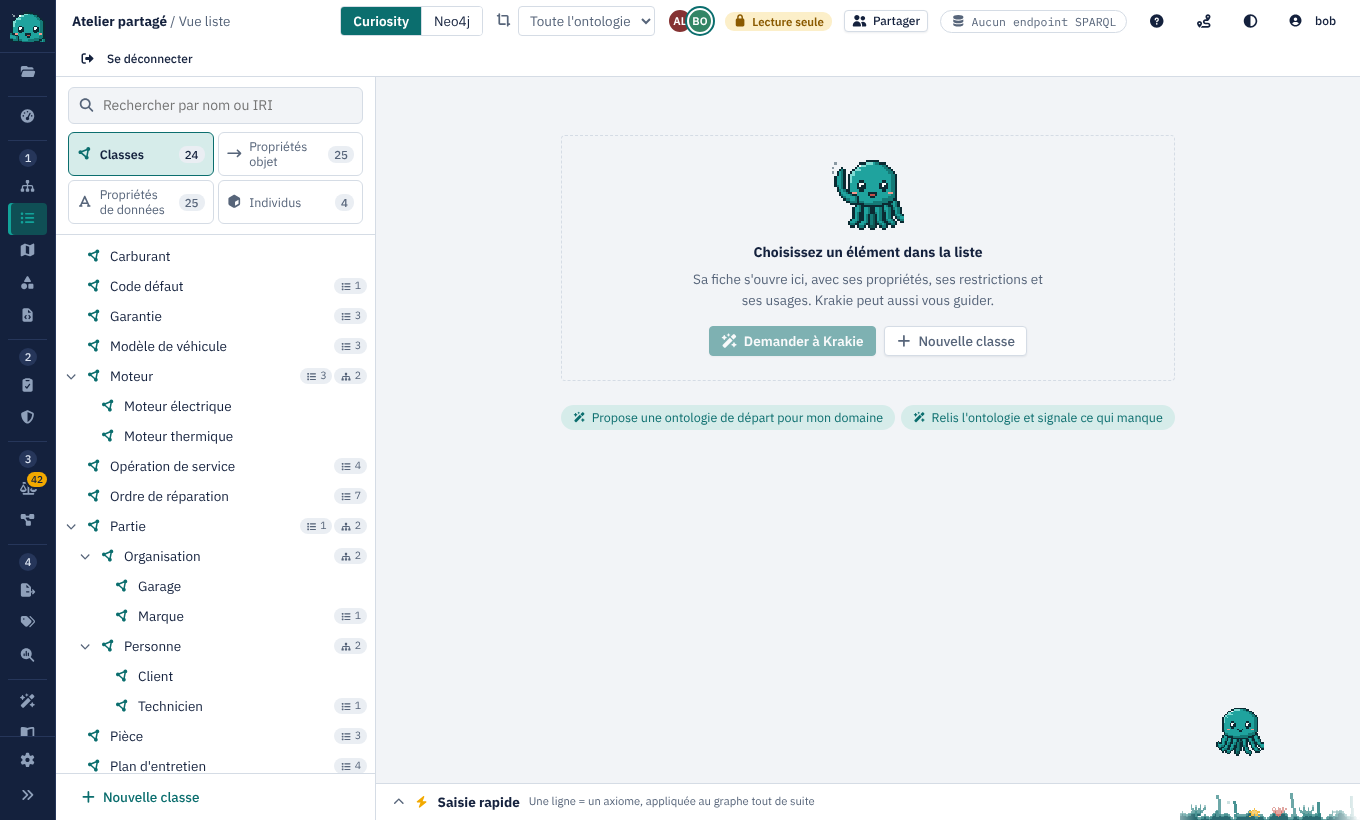 Atelier partagé / Vue liste
Curiosity
Neo4j
Toute l'ontologie
AL
BO
Lecture seule
Partager
Aucun endpoint SPARQL
bob
Se déconnecter
Rechercher par nom ou IRI
Classes 24
Propriétés objet 25
Propriétés de données 25
Individus 4
1
2
3
42
4
Carburant
Code défaut 1
Garantie 3
Modèle de véhicule 3
Moteur 3 2
Moteur électrique
Moteur thermique
Opération de service 4
Ordre de réparation 7
Partie 1 2
Organisation 2
Garage
Marque 1
Personne 2
Client
Technicien 1
Pièce 3
Plan d'entretien 4
Nouvelle classe
Choisissez un élément dans la liste
Sa fiche s'ouvre ici, avec ses propriétés, ses restrictions et
ses usages. Krakie peut aussi vous guider.
Demander à Krakie
Nouvelle classe
Propose une ontologie de départ pour mon domaine
Relis l'ontologie et signale ce qui manque
Saisie rapide Une ligne = un axiome, appliquée au graphe tout de suite